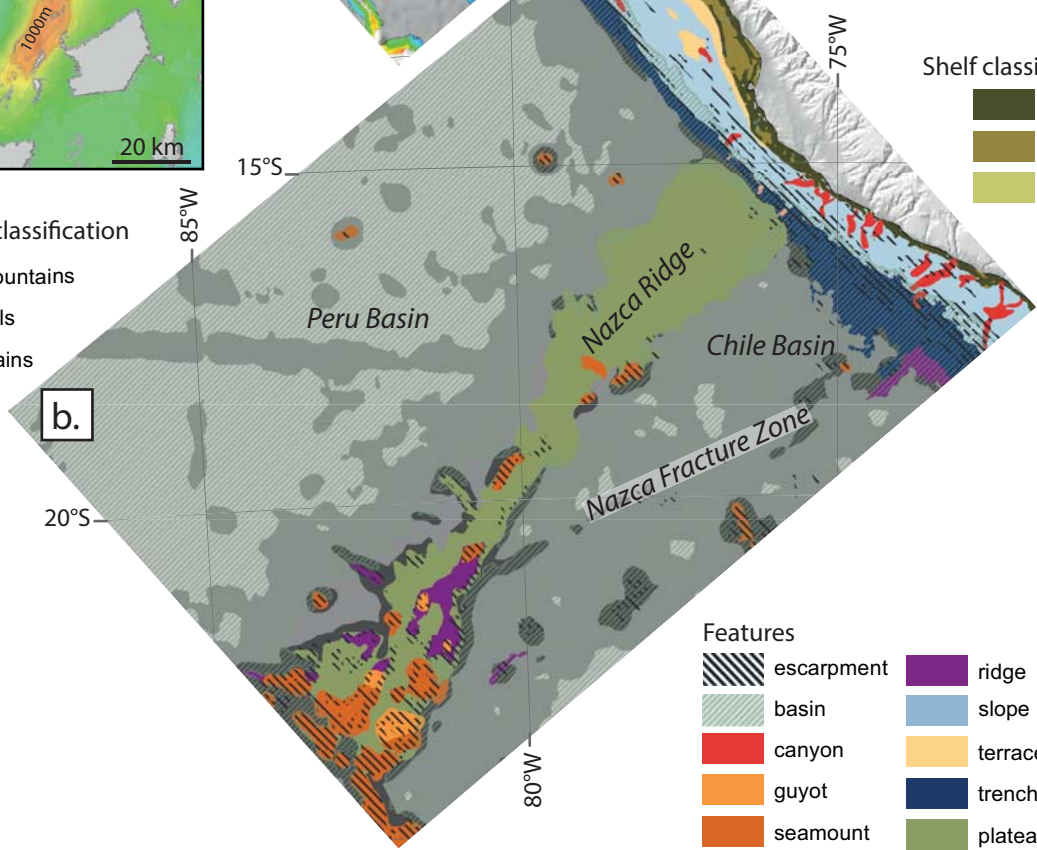 1000m
20 km
Shelf classi
75°W
15°S
85°W
classification
ountains
ls
ains
Peru Basin
Nazca Ridge
Chile Basin
b.
Nazca Fracture Zone
20°S
80°W
Features
escarpment
basin
canyon
guyot
seamount
ridge
slope
terrace
trench
platea